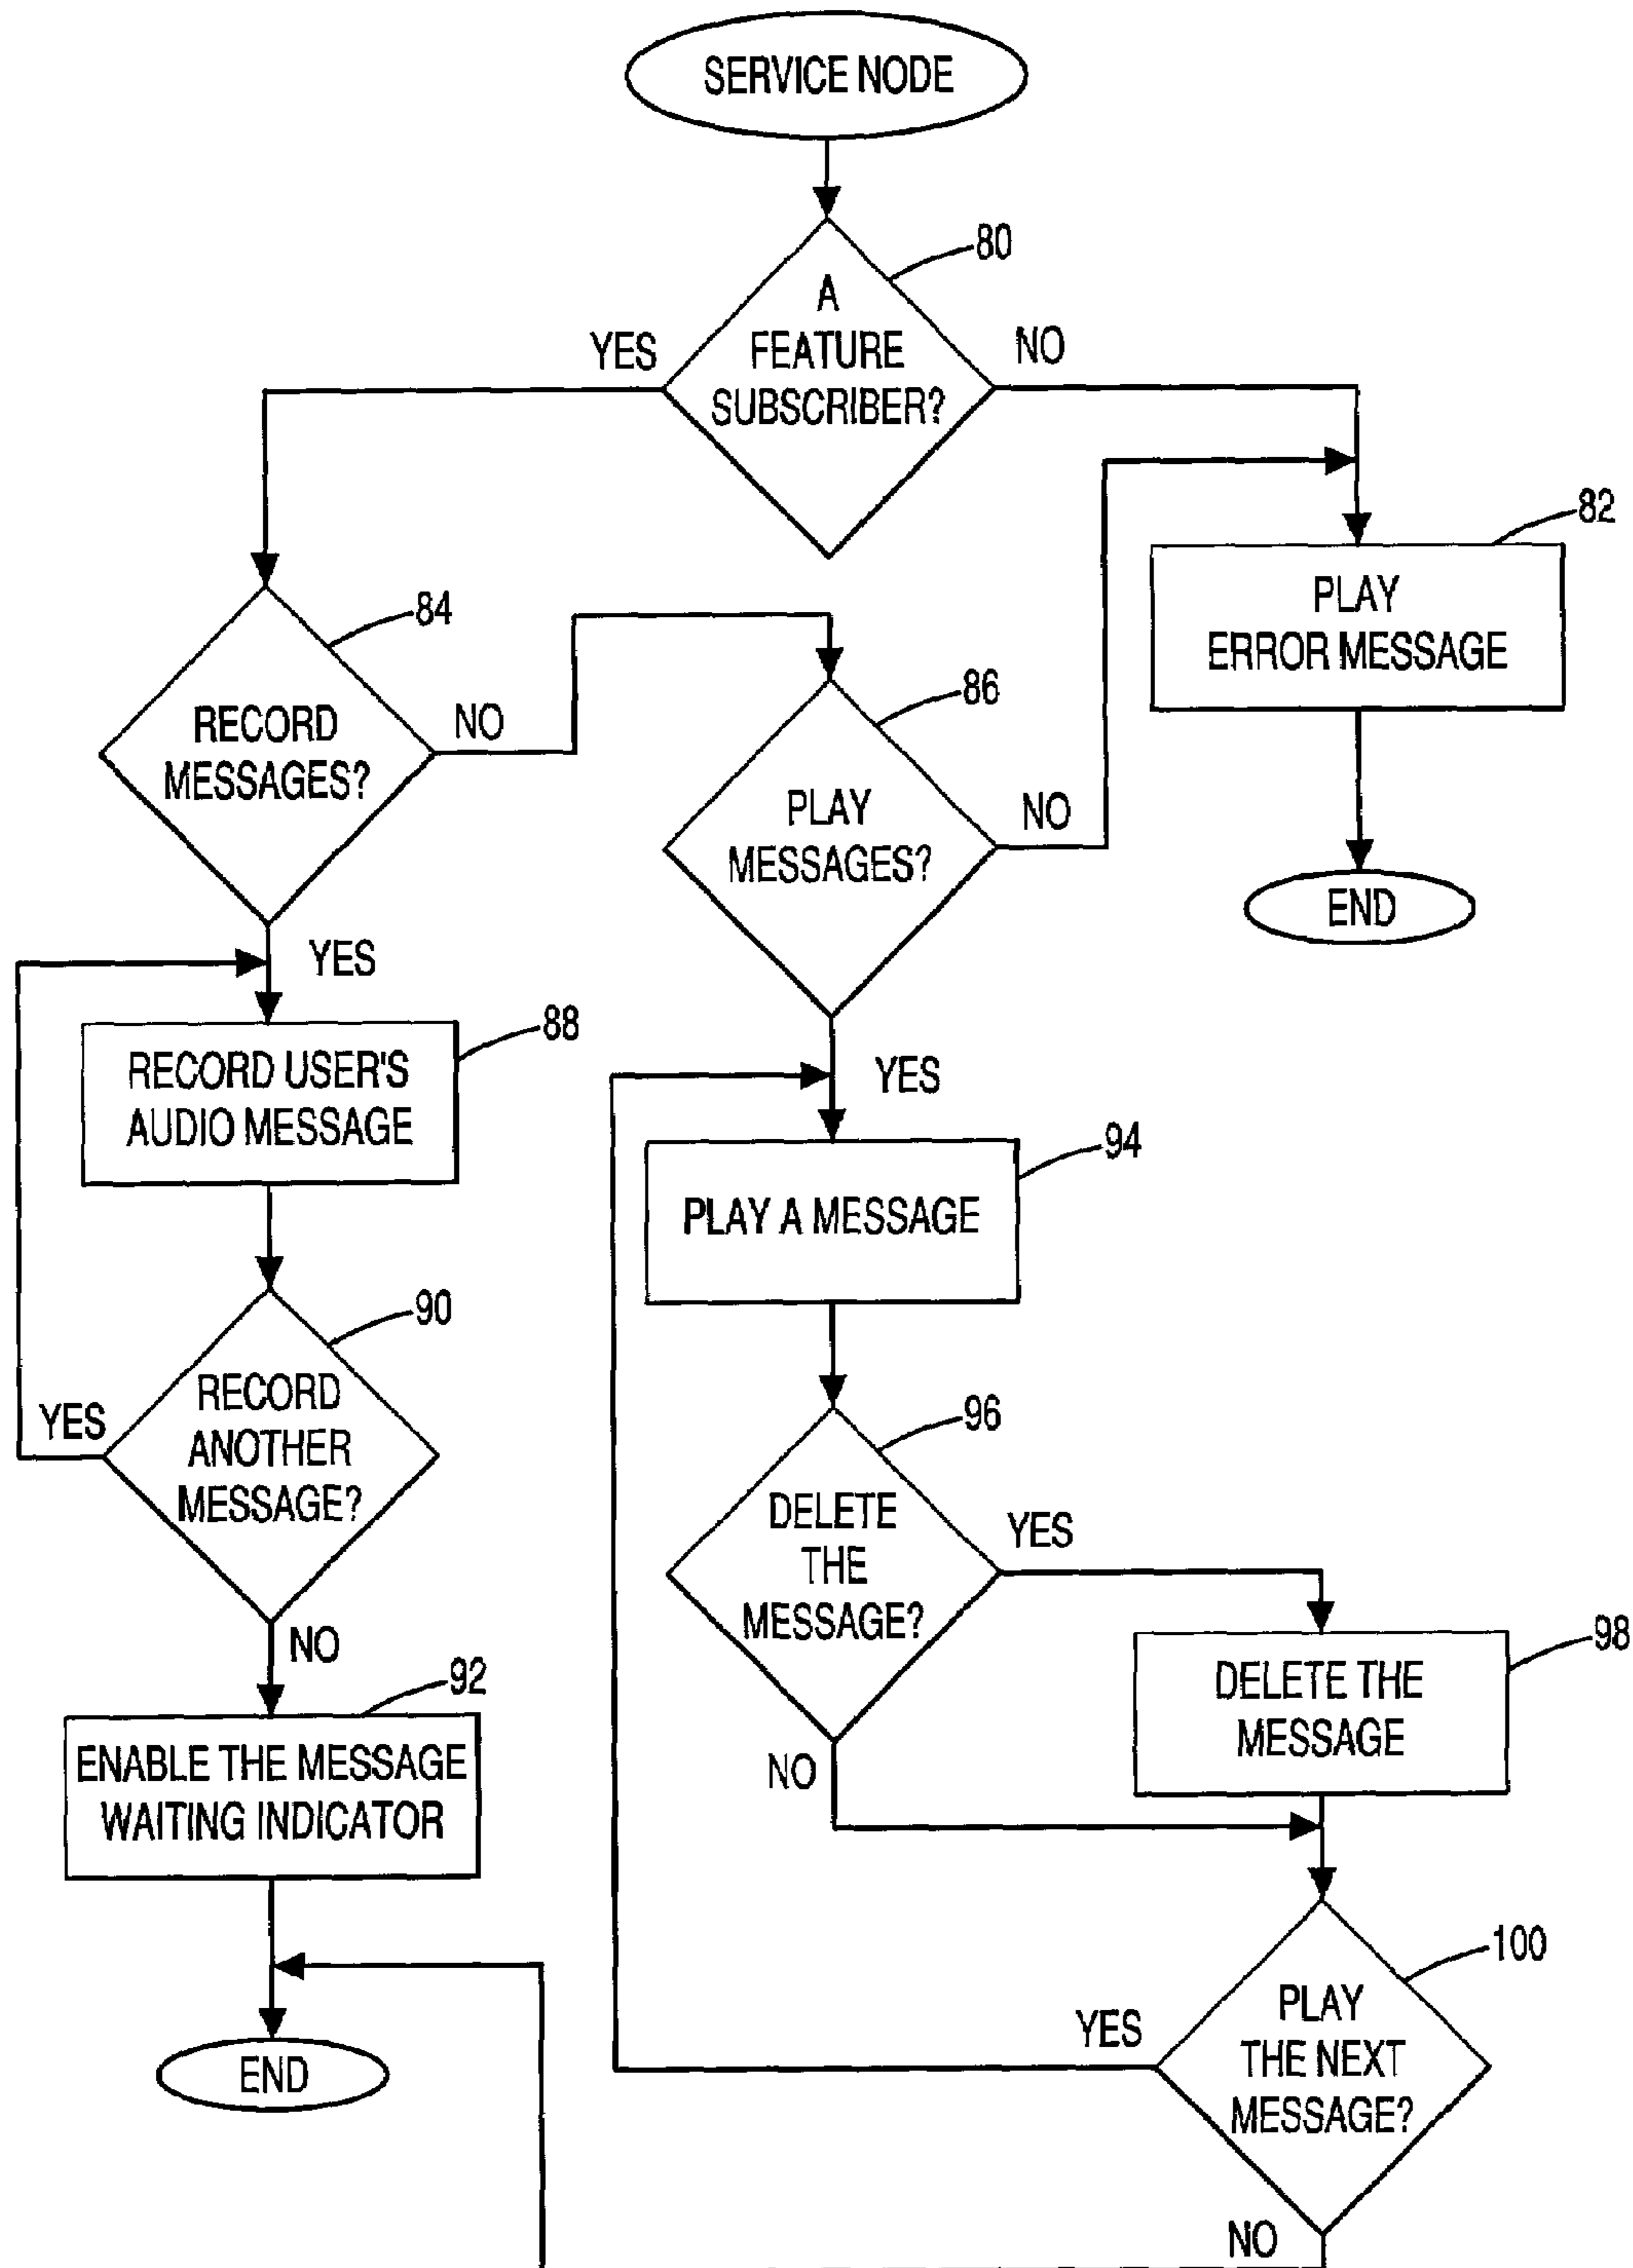 SERVICE NODE
80
A
FEATURE
SUBSCRIBER?
YES
NO
82
PLAY
ERROR MESSAGE
END
84
RECORD
MESSAGES?
NO
YES
86
PLAY
MESSAGES?
NO
YES
88
RECORD USER'S
AUDIO MESSAGE
90
RECORD
ANOTHER
MESSAGE?
YES
NO
92
ENABLE THE MESSAGE
WAITING INDICATOR
END
94
PLAY A MESSAGE
96
DELETE
THE
MESSAGE?
YES
NO
98
DELETE THE
MESSAGE
100
PLAY
THE NEXT
MESSAGE?
YES
NO